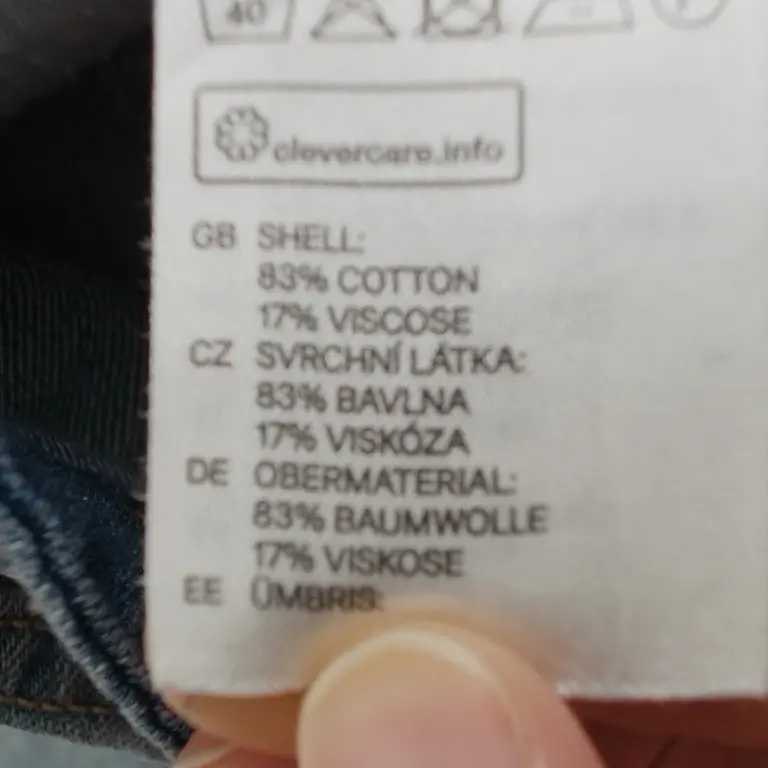 40
clevercare.info
GB SHELL:
83% COTTON
17% VISCOSE
CZ SVRCHNÍ LÁTKA:
83% BAVLNA
17% VISKÓZA
DE OBERMATERIAL:
83% BAUMWOLLE
17% VISKOSE
EE ÜMBRIS: